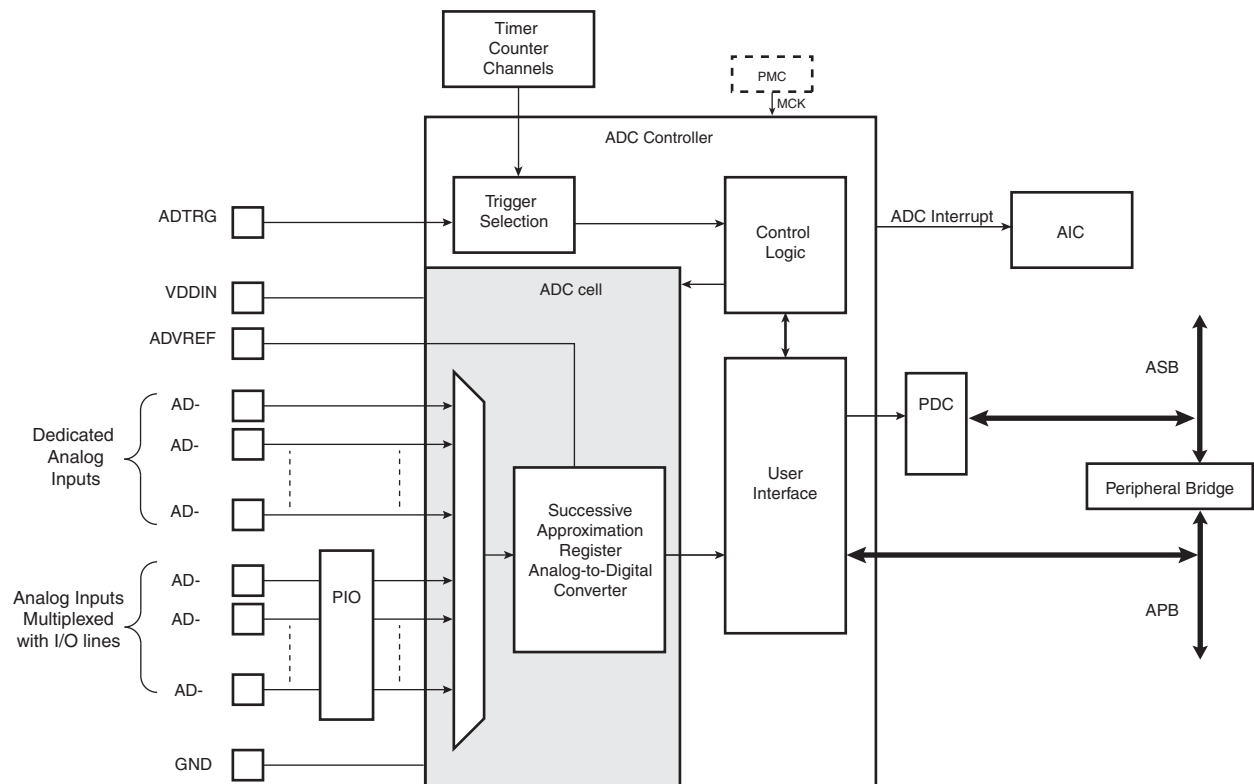 Timer
Counter
Channels
PMC
MCK
ADC Controller
ADTRG
Trigger
Selection
Control
Logic
ADC Interrupt
AIC
VDDIN
ADC cell
ADVREF
ASB
PDC
Dedicated
Analog
Inputs
AD-
AD-
AD-
User
Interface
Peripheral Bridge
Successive
Approximation
Register
Analog-to-Digital
Converter
Analog Inputs
Multiplexed
with I/O lines
AD-
AD-
AD-
PIO
APB
GND